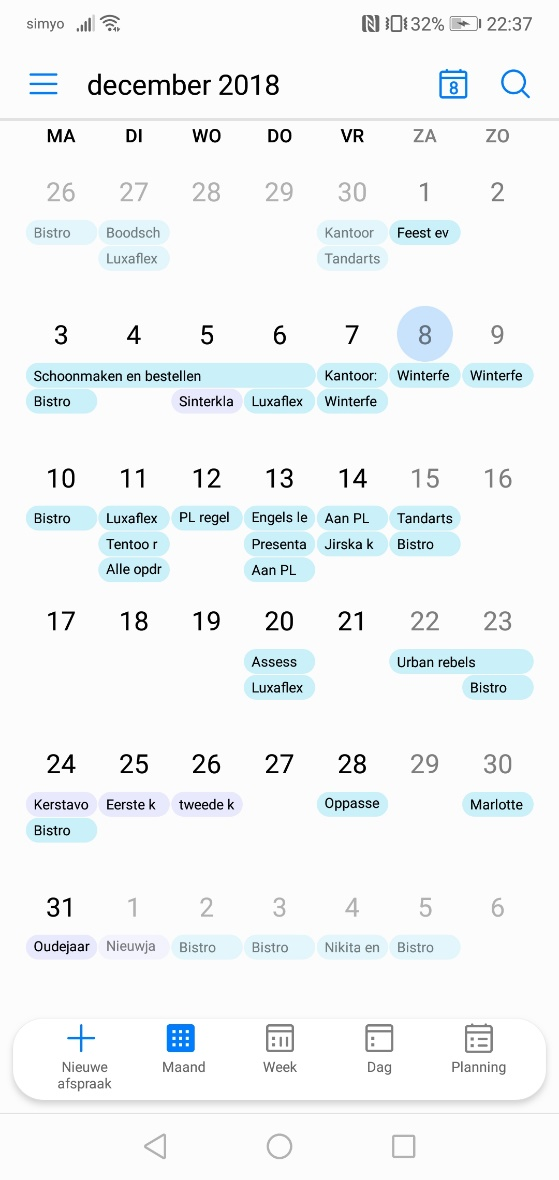 simyo 32% 22:37
december 2018 8
MA DI WO DO VR ZA ZO
26 27 28 29 30 1 2
Bistro Boodsch Kantoor Feest ev
Luxaflex Tandarts
3 4 5 6 7 8 9
Schoonmaken en bestellen Kantoor: Winterfe Winterfe
Bistro Sinterkla Luxaflex Winterfe
10 11 12 13 14 15 16
Bistro Luxaflex PL regel Engels le Aan PL Tandarts
Tentoo r Presenta Jirska k Bistro
Alle opdr Aan PL
17 18 19 20 21 22 23
Assess Urban rebels
Luxaflex Bistro
24 25 26 27 28 29 30
Kerstavo Eerste k tweede k Oppasse Marlotte
Bistro
31 1 2 3 4 5 6
Oudejaar Nieuwja Bistro Bistro Nikita en Bistro
Nieuwe afspraak Maand Week Dag Planning